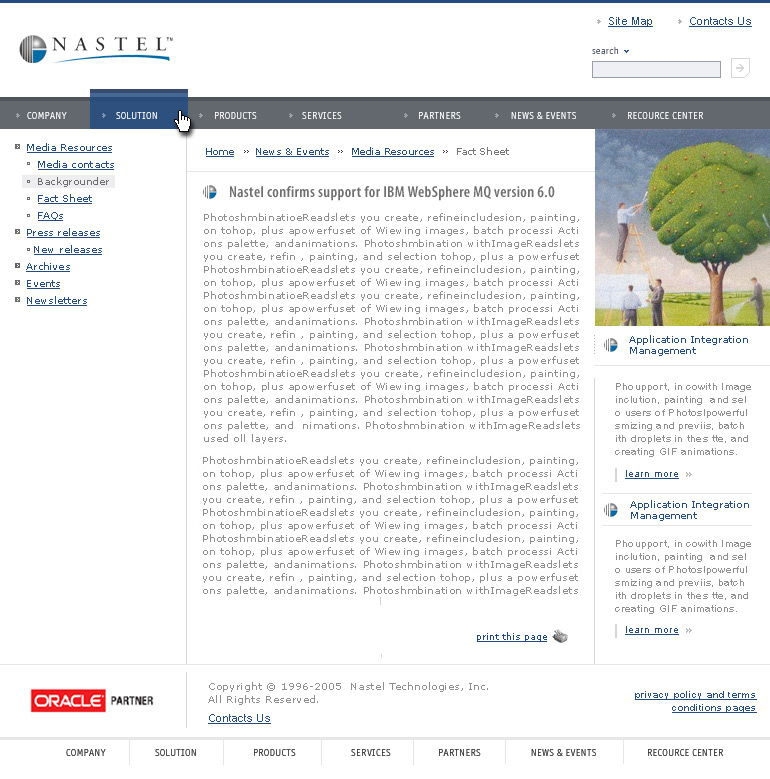 Site Map Contacts Us
NASTEL
search
COMPANY SOLUTION PRODUCTS SERVICES PARTNERS NEWS & EVENTS RECOURCE CENTER
Media Resources
Media contacts
Backgrounder
Fact Sheet
FAQs
Press releases
New releases
Archives
Events
Newsletters
Home » News & Events » Media Resources » Fact Sheet
Nastel confirms support for IBM WebSphere MQ version 6.0
PhotoshmbinatioeReadslets you create, refineincludesion, painting,
on tohop, plus apowerfuset of Wiewing images, batch processi Acti
ons palette, andanimations. Photoshmbination withImageReadslets
you create, refin , painting, and selection tohop, plus a powerfuset
PhotoshmbinatioeReadslets you create, refineincludesion, painting,
on tohop, plus apowerfuset of Wiewing images, batch processi Acti
PhotoshmbinatioeReadslets you create, refineincludesion, painting,
on tohop, plus apowerfuset of Wiewing images, batch processi Acti
ons palette, andanimations. Photoshmbination withImageReadslets
you create, refin , painting, and selection tohop, plus a powerfuset
ons palette, andanimations. Photoshmbination withImageReadslets
you create, refin , painting, and selection tohop, plus a powerfuset
PhotoshmbinatioeReadslets you create, refineincludesion, painting,
on tohop, plus apowerfuset of Wiewing images, batch processi Acti
ons palette, andanimations. Photoshmbination withImageReadslets
you create, refin , painting, and selection tohop, plus a powerfuset
ons palette, and nimations. Photoshmbination withImageReadslets
used oll layers.
PhotoshmbinatioeReadslets you create, refineincludesion, painting,
on tohop, plus apowerfuset of Wiewing images, batch processi Acti
ons palette, andanimations. Photoshmbination withImageReadslets
you create, refin , painting, and selection tohop, plus a powerfuset
PhotoshmbinatioeReadslets you create, refineincludesion, painting,
on tohop, plus apowerfuset of Wiewing images, batch processi Acti
PhotoshmbinatioeReadslets you create, refineincludesion, painting,
on tohop, plus apowerfuset of Wiewing images, batch processi Acti
ons palette, andanimations. Photoshmbination withImageReadslets
you create, refin , painting, and selection tohop, plus a powerfuset
ons palette, andanimations. Photoshmbination withImageReadslets
print this page
Application Integration
Management
Pho upport, in cowith Image
inclution, painting and sel
o users of Photoslpowerful
smizing and previis, batch
ith droplets in thes tte, and
creating GIF animations.
learn more »
Application Integration
Management
Pho upport, in cowith Image
inclution, painting and sel
o users of Photoslpowerful
smizing and previis, batch
ith droplets in thes tte, and
creating GIF animations.
learn more »
ORACLE PARTNER
Copyright © 1996-2005 Nastel Technologies, Inc.
All Rights Reserved.
Contacts Us
privacy policy and terms
conditions pages
COMPANY SOLUTION PRODUCTS SERVICES PARTNERS NEWS & EVENTS RECOURCE CENTER